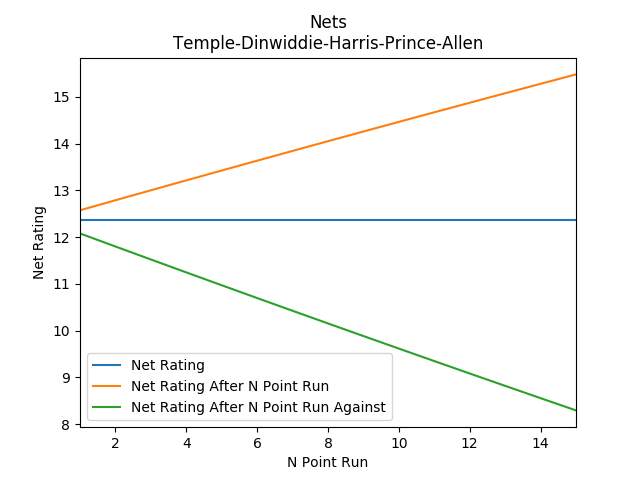 Nets
Temple-Dinwiddie-Harris-Prince-Allen
Net Rating
15
14
13
12
11
10
9
8
Net Rating
Net Rating After N Point Run
Net Rating After N Point Run Against
2 4 6 8 10 12 14
N Point Run